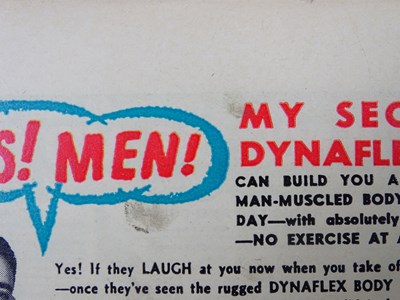 S! MEN!
MY SEC
DYNAFLE
CAN BUILD YOU A
MAN-MUSCLED BODY
DAY—with absolutely
—NO EXERCISE AT A
Yes! If they LAUGH at you now when you take of
—once they've seen the rugged DYNAFLEX BODY